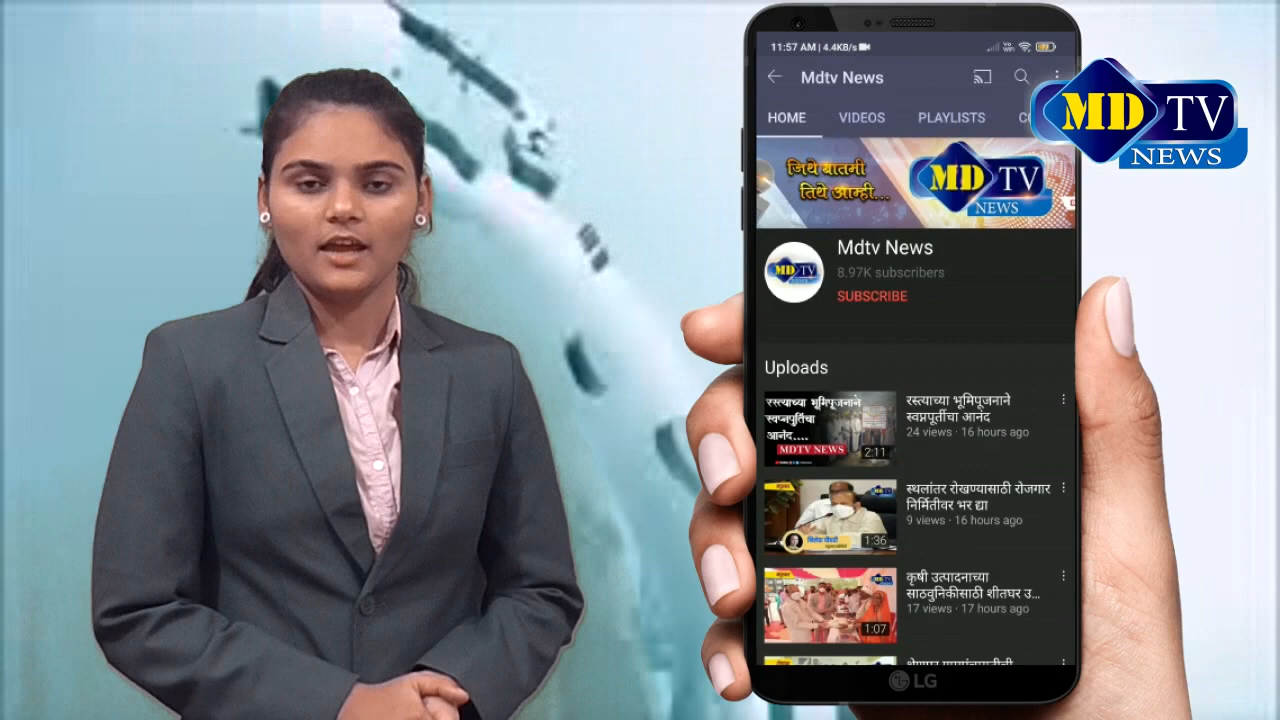 11:57 AM | 4.4KB/s
Mdtv News
HOME VIDEOS PLAYLISTS
जिथे बातमी
तिथे आम्ही...
MD TV
NEWS
MD TV
NEWS
MD TV
Mdtv News
8.97K subscribers
SUBSCRIBE
Uploads
रस्त्याच्या भूमिपूजनाने
स्वप्नपुर्तिचा
आनंद....
MDTV NEWS
2:11
रस्त्याच्या भूमिपूजनाने
स्वप्नपूर्तीचा आनंद
24 views · 16 hours ago
1:36
स्थलांतर रोखण्यासाठी रोजगार
निर्मितीवर भर द्या
9 views · 16 hours ago
1:07
कृषी उत्पादनाच्या
साठवुनिकीसाठी शीतघर उ...
17 views · 17 hours ago
LG